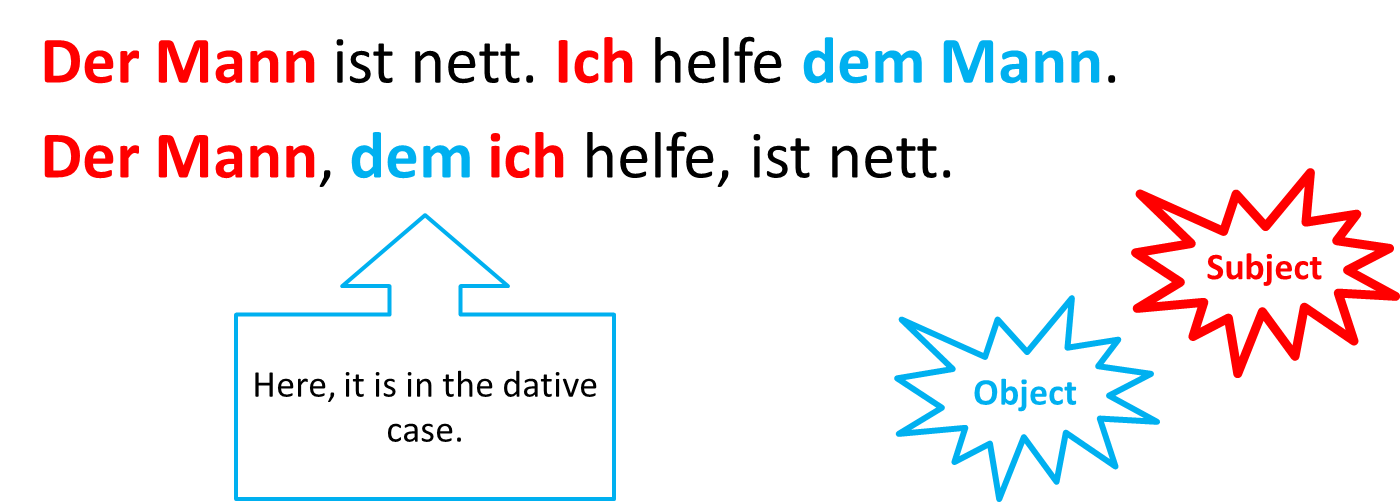 Der Mann ist nett. Ich helfe dem Mann.
Der Mann, dem ich helfe, ist nett.
Subject
Object
Here, it is in the dative
case.